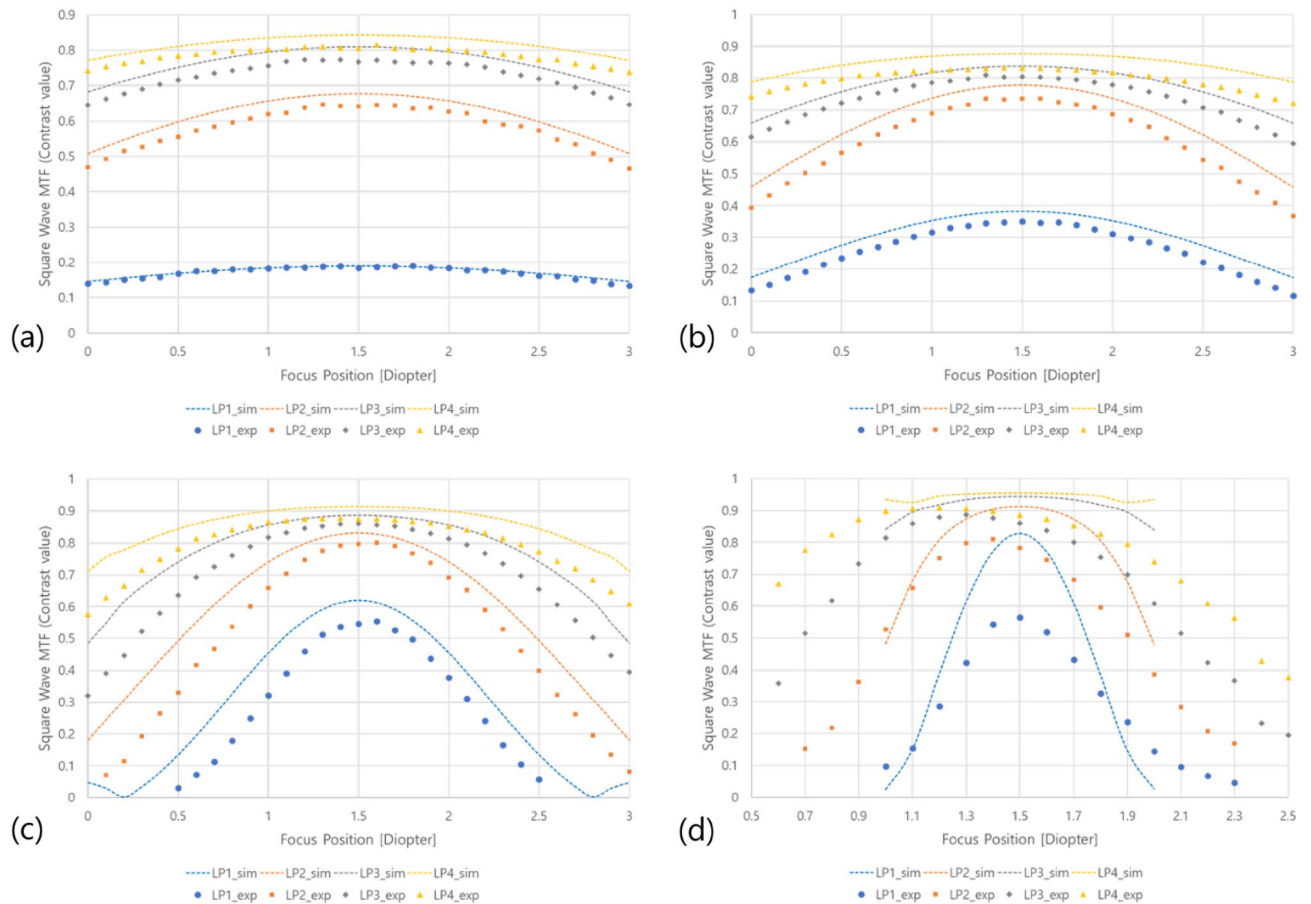 0.9
0.8
0.7
0.6
0.5
0.4
0.3
0.2
0.1
0
Square Wave MTF (Contrast value)
(a)
0 0.5 1 1.5 2 2.5 3
Focus Position [Diopter]
LP1_sim LP2_sim LP3_sim LP4_sim
LP1_exp LP2_exp LP3_exp LP4_exp
1
0.9
0.8
0.7
0.6
0.5
0.4
0.3
0.2
0.1
0
Square Wave MTF (Contrast value)
(b)
0 0.5 1 1.5 2 2.5 3
Focus Position [Diopter]
LP1_sim LP2_sim LP3_sim LP4_sim
LP1_exp LP2_exp LP3_exp LP4_exp
1
0.9
0.8
0.7
0.6
0.5
0.4
0.3
0.2
0.1
0
Square Wave MTF (Contrast value)
(c)
0 0.5 1 1.5 2 2.5 3
Focus Position [Diopter]
LP1_sim LP2_sim LP3_sim LP4_sim
LP1_exp LP2_exp LP3_exp LP4_exp
1
0.9
0.8
0.7
0.6
0.5
0.4
0.3
0.2
0.1
0
Square Wave MTF (Contrast value)
(d)
0.5 0.7 0.9 1.1 1.3 1.5 1.7 1.9 2.1 2.3 2.5
Focus Position [Diopter]
LP1_sim LP2_sim LP3_sim LP4_sim
LP1_exp LP2_exp LP3_exp LP4_exp